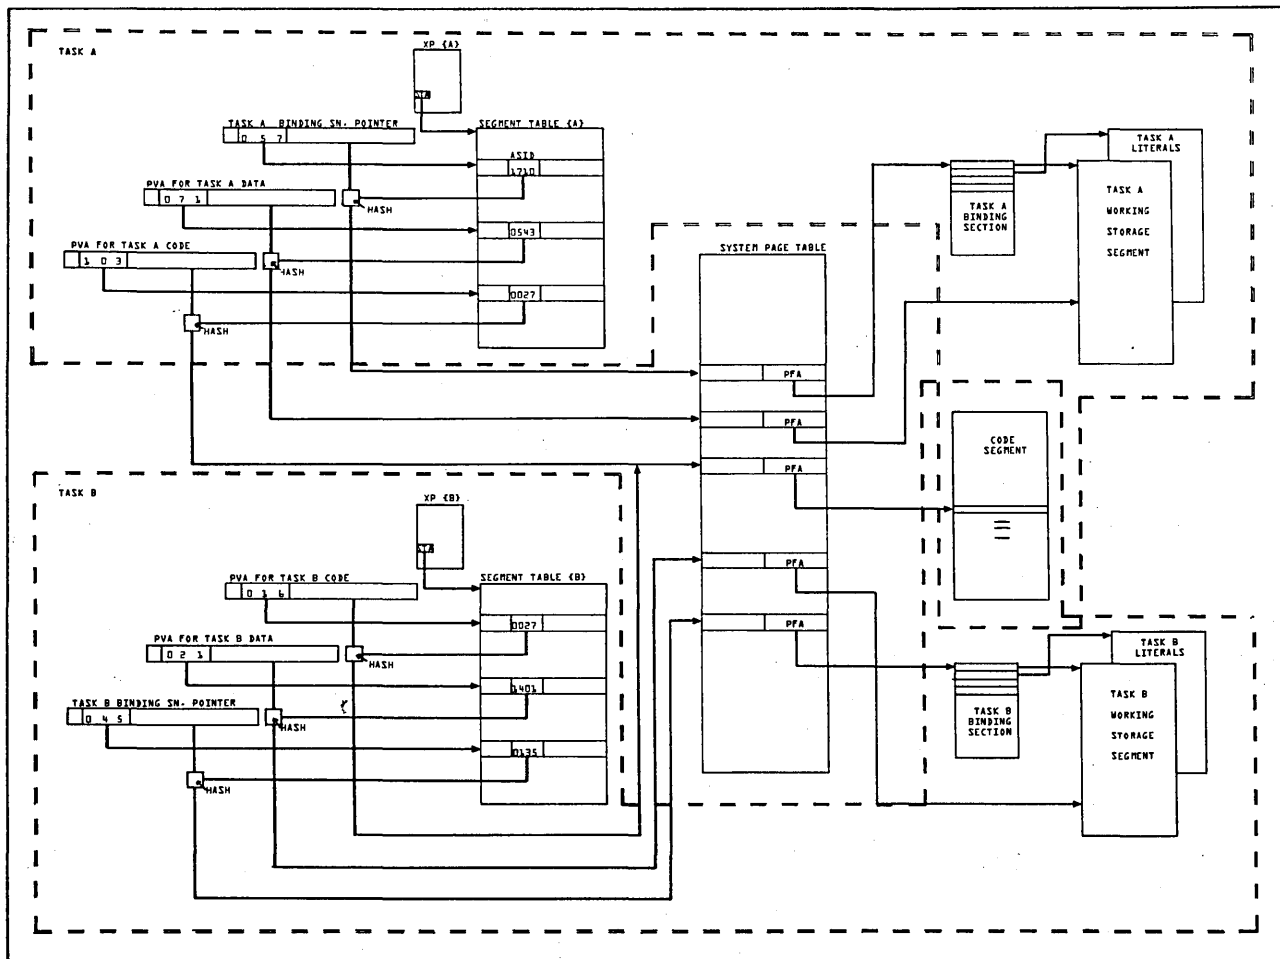 TASK A
XP {A}
STA
TASK A BINDING SN. POINTER
0 5 7
SEGMENT TABLE {A}
ASID
1710
PVA FOR TASK A DATA
0 7 1
HASH
0543
PVA FOR TASK A CODE
1 0 3
HASH
0027
HASH
SYSTEM PAGE TABLE
PFA
PFA
PFA
PFA
PFA
TASK A
LITERALS
TASK A
WORKING
STORAGE
SEGMENT
TASK A
BINDING
SECTION
CODE
SEGMENT
TASK B
XP {B}
STA
PVA FOR TASK B CODE
0 1 6
SEGMENT TABLE {B}
0027
PVA FOR TASK B DATA
0 2 1
HASH
1401
TASK B BINDING SN. POINTER
0 4 5
HASH
0135
HASH
TASK B
LITERALS
TASK B
WORKING
STORAGE
SEGMENT
TASK B
BINDING
SECTION